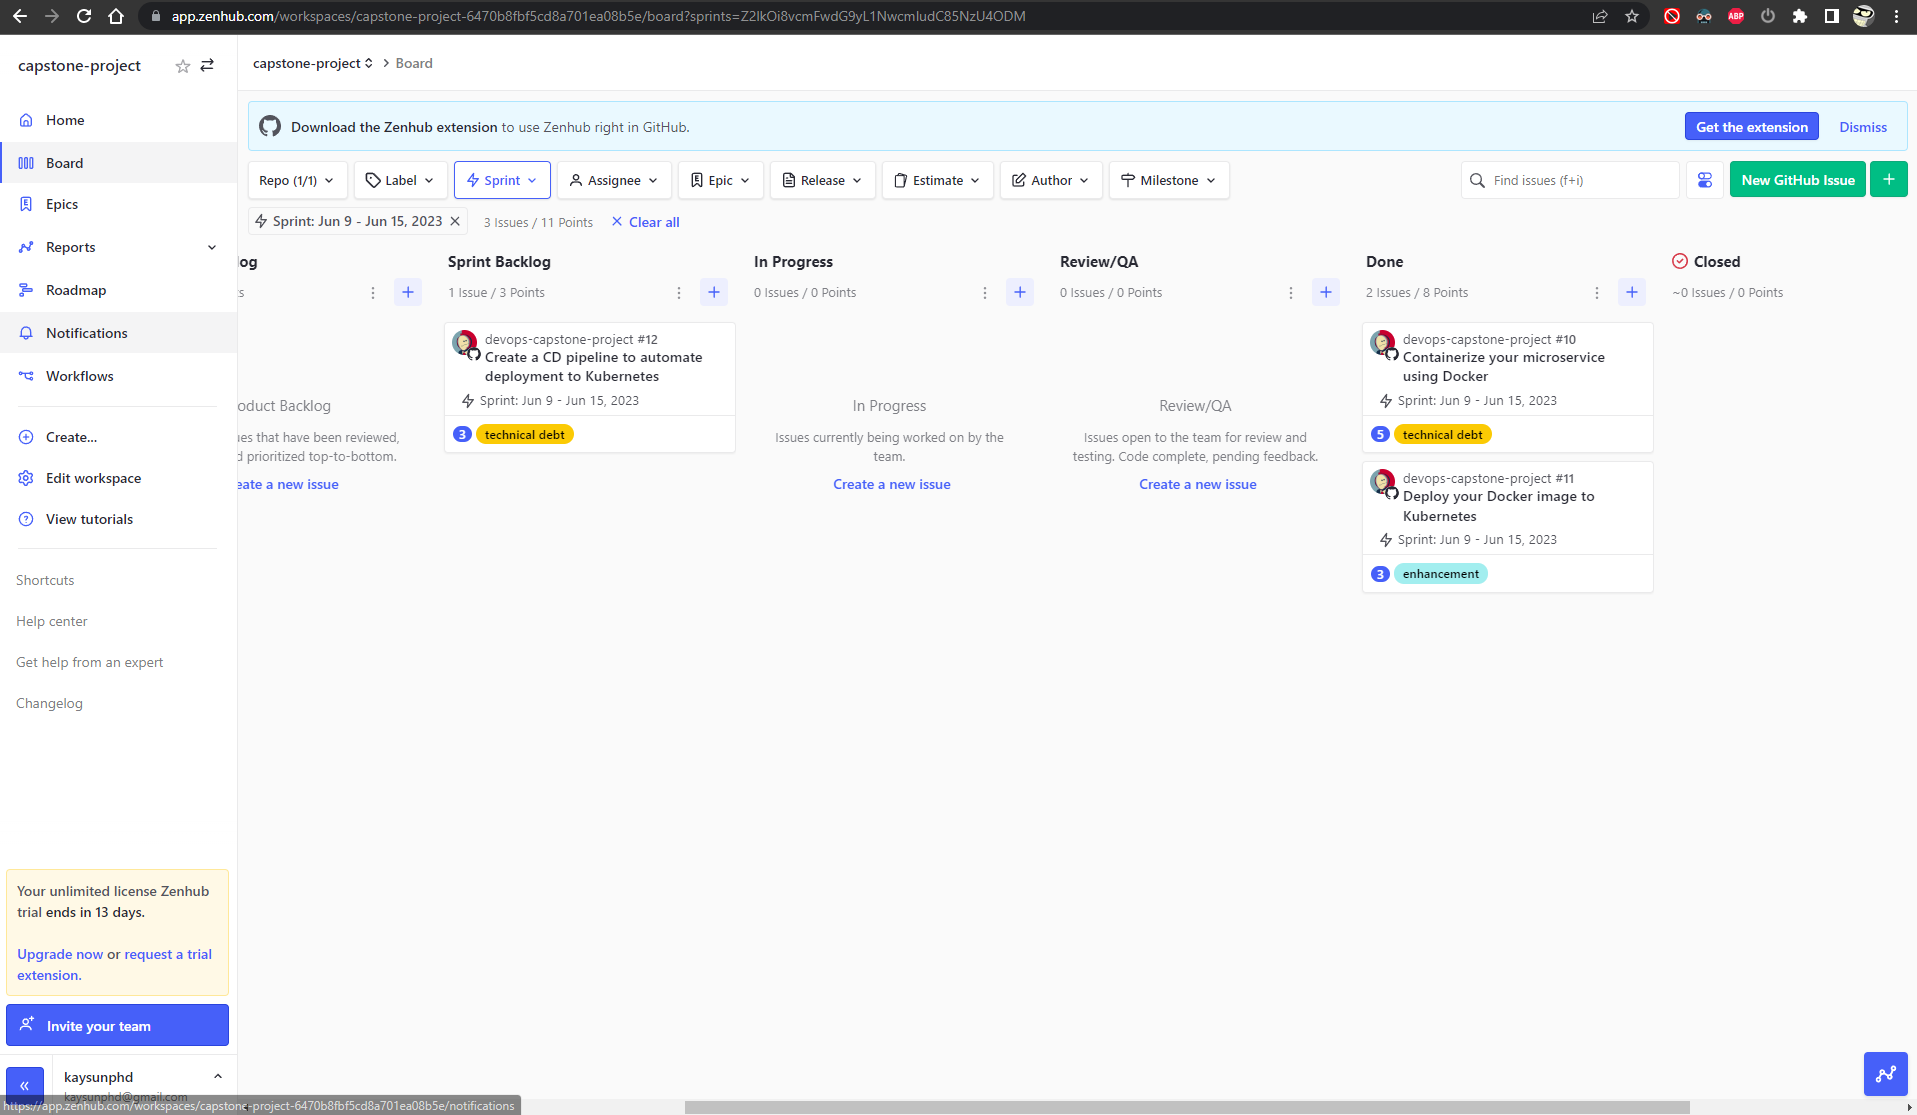 app.zenhub.com/workspaces/capstone-project-6470b8fbf5cd8a701ea08b5e/board?sprints=Z2lkOi8vcmFwdG9yL1NwcmludC85NzU4ODM
ABP
capstone-project
capstone-project > Board
Home
Board
Epics
Reports
Roadmap
Notifications
Workflows
Create...
Edit workspace
View tutorials
Shortcuts
Help center
Get help from an expert
Changelog
Your unlimited license Zenhub
trial ends in 13 days.
Upgrade now or request a trial
extension.
Invite your team
kaysunphd
kaysunphd@gmail.com
https://app.zenhub.com/workspaces/capstone-project-6470b8fbf5cd8a701ea08b5e/notifications
Download the Zenhub extension to use Zenhub right in GitHub.
Get the extension
Dismiss
Repo (1/1)
Label
Sprint
Assignee
Epic
Release
Estimate
Author
Milestone
Find issues (f+i)
New GitHub Issue
+
Sprint: Jun 9 - Jun 15, 2023
3 Issues / 11 Points
Clear all
log
ts
oduct Backlog
ues that have been reviewed,
d prioritized top-to-bottom.
eate a new issue
Sprint Backlog
1 Issue / 3 Points
devops-capstone-project #12
Create a CD pipeline to automate
deployment to Kubernetes
Sprint: Jun 9 - Jun 15, 2023
3 technical debt
In Progress
0 Issues / 0 Points
In Progress
Issues currently being worked on by the
team.
Create a new issue
Review/QA
0 Issues / 0 Points
Review/QA
Issues open to the team for review and
testing. Code complete, pending feedback.
Create a new issue
Done
2 Issues / 8 Points
devops-capstone-project #10
Containerize your microservice
using Docker
Sprint: Jun 9 - Jun 15, 2023
5 technical debt
devops-capstone-project #11
Deploy your Docker image to
Kubernetes
Sprint: Jun 9 - Jun 15, 2023
3 enhancement
Closed
~0 Issues / 0 Points